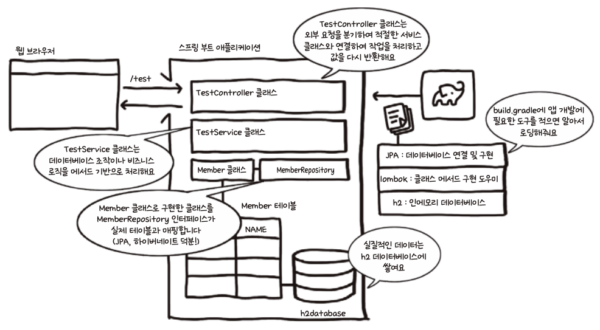 TestController 클래스는
외부 요청을 분기하여 적절한 서비스
클래스와 연결하여 작업을 처리하고
값을 다시 반환해요
웹 브라우저
스프링 부트 애플리케이션
/test
TestController 클래스
build.gradle에 앱 개발에
필요한 도구를 적으면 알아서
로딩해줘요
TestService 클래스
TestService 클래스는
데이터베이스 조작이나 비즈니스
로직을 메서드 기반으로 처리해요
JPA : 데이터베이스 연결 및 구현
Member 클래스
MemberRepository
lombok : 클래스 메서드 구현 도우미
h2 : 인메모리 데이터베이스
Member 클래스로 구현한 클래스를
MemberRepository 인터페이스가
실제 테이블과 매핑합니다
(JPA, 하이버네이트 덕분!)
Member 테이블
NAME
실질적인 데이터는
h2 데이터베이스에
쌓여요
h2database